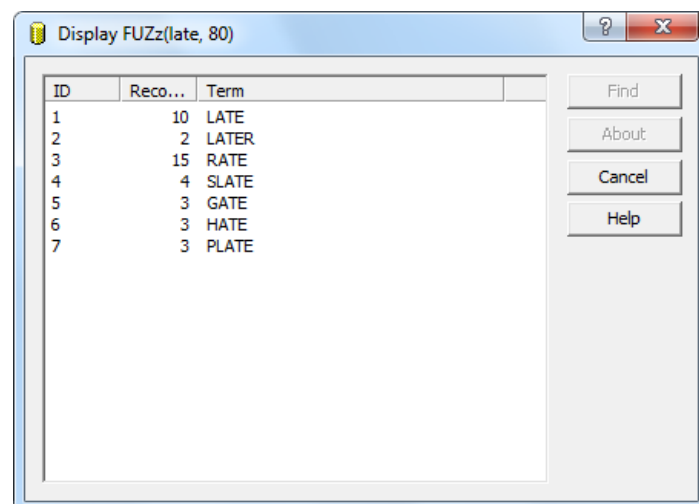 Display FUZz(late, 80)
ID Reco... Term
1 10 LATE
2 2 LATER
3 15 RATE
4 4 SLATE
5 3 GATE
6 3 HATE
7 3 PLATE
Find
About
Cancel
Help